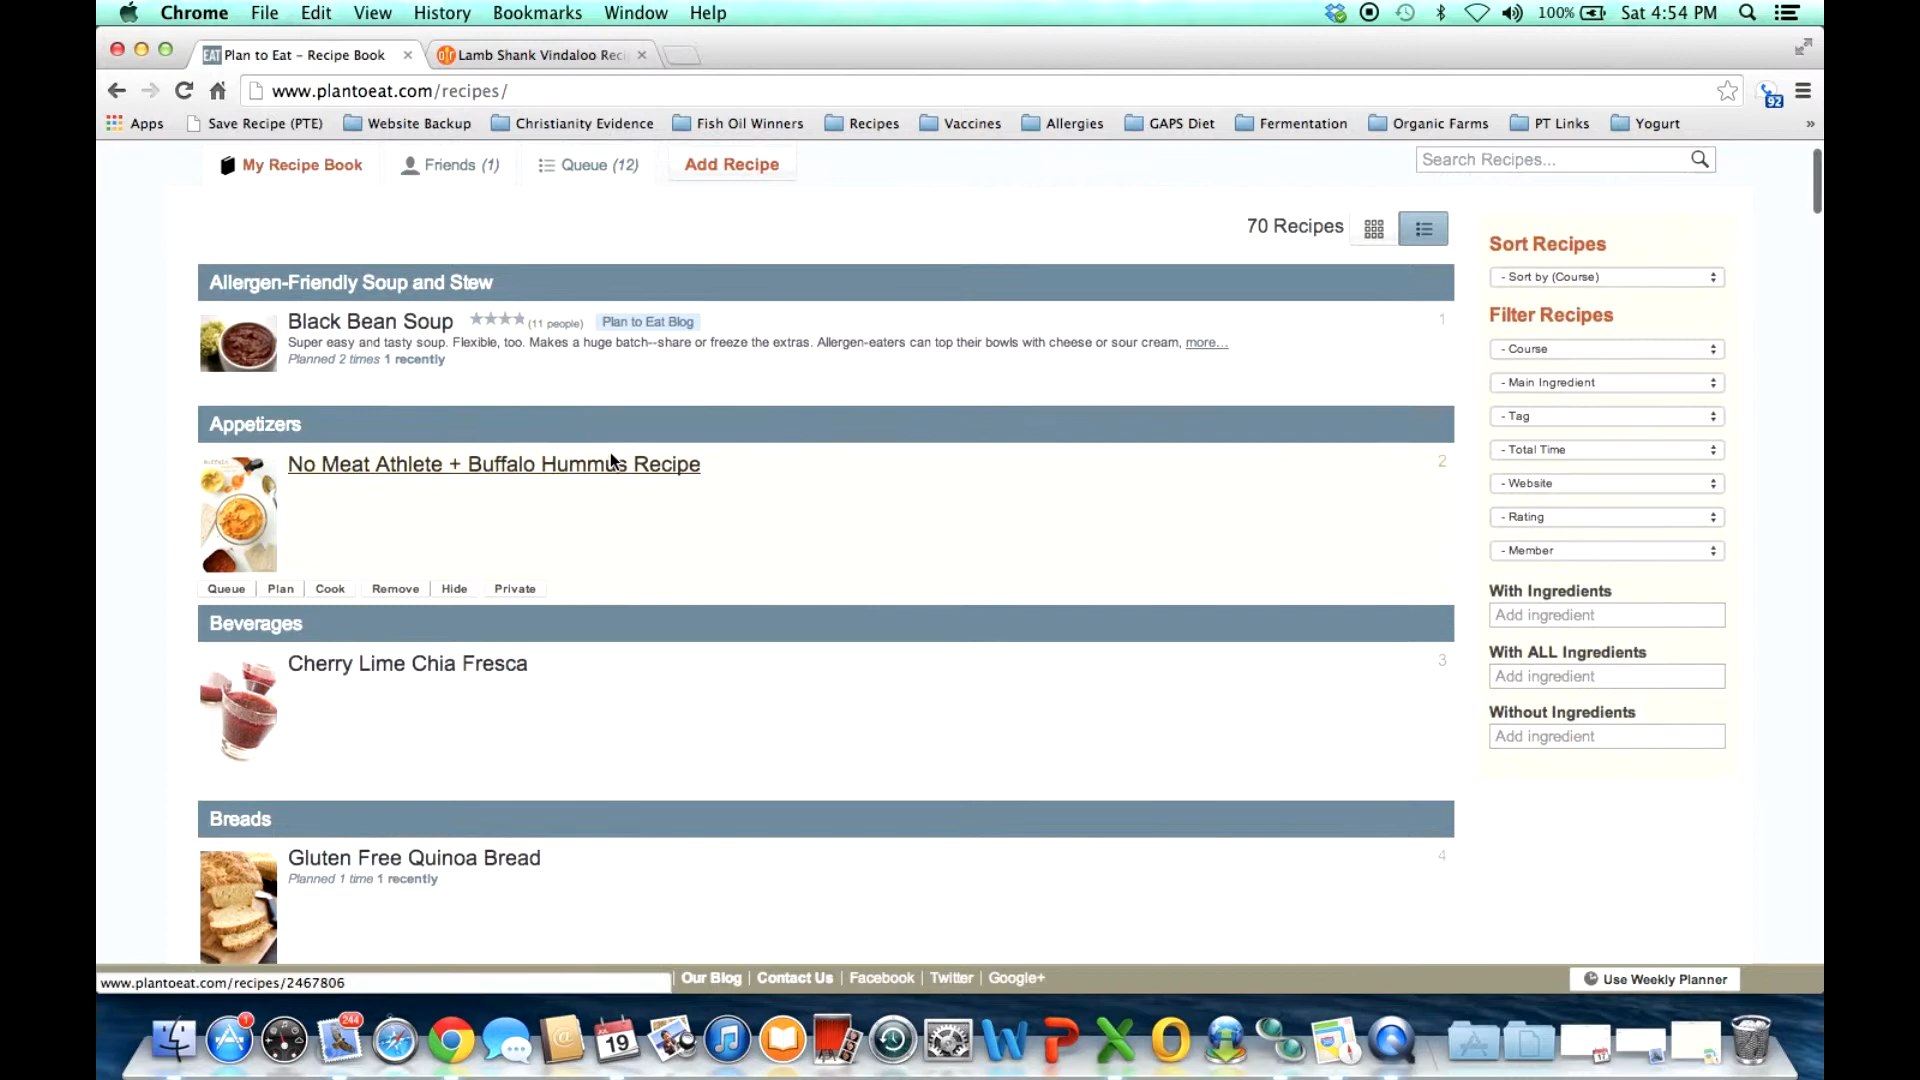 Chrome File Edit View History Bookmarks Window Help 100% Sat 4:54 PM
EAT Plan to Eat – Recipe Book × Lamb Shank Vindaloo Reci ×
www.plantoeat.com/recipes/
92
Apps Save Recipe (PTE) Website Backup Christianity Evidence Fish Oil Winners Recipes Vaccines Allergies GAPS Diet Fermentation Organic Farms PT Links Yogurt »
My Recipe Book Friends (1) Queue (12) Add Recipe Search Recipes...
70 Recipes
Sort Recipes
- Sort by (Course)
Filter Recipes
- Course
- Main Ingredient
- Tag
- Total Time
- Website
- Rating
- Member
With Ingredients
Add ingredient
With ALL Ingredients
Add ingredient
Without Ingredients
Add ingredient
Allergen-Friendly Soup and Stew
Black Bean Soup (11 people) Plan to Eat Blog 1
Super easy and tasty soup. Flexible, too. Makes a huge batch--share or freeze the extras. Allergen-eaters can top their bowls with cheese or sour cream, more...
Planned 2 times 1 recently
Appetizers
No Meat Athlete + Buffalo Hummus Recipe 2
Queue Plan Cook Remove Hide Private
Beverages
Cherry Lime Chia Fresca 3
Breads
Gluten Free Quinoa Bread 4
Planned 1 time 1 recently
www.plantoeat.com/recipes/2467806 | Our Blog | Contact Us | Facebook | Twitter | Google+ Use Weekly Planner
1
244
JUL
19
17